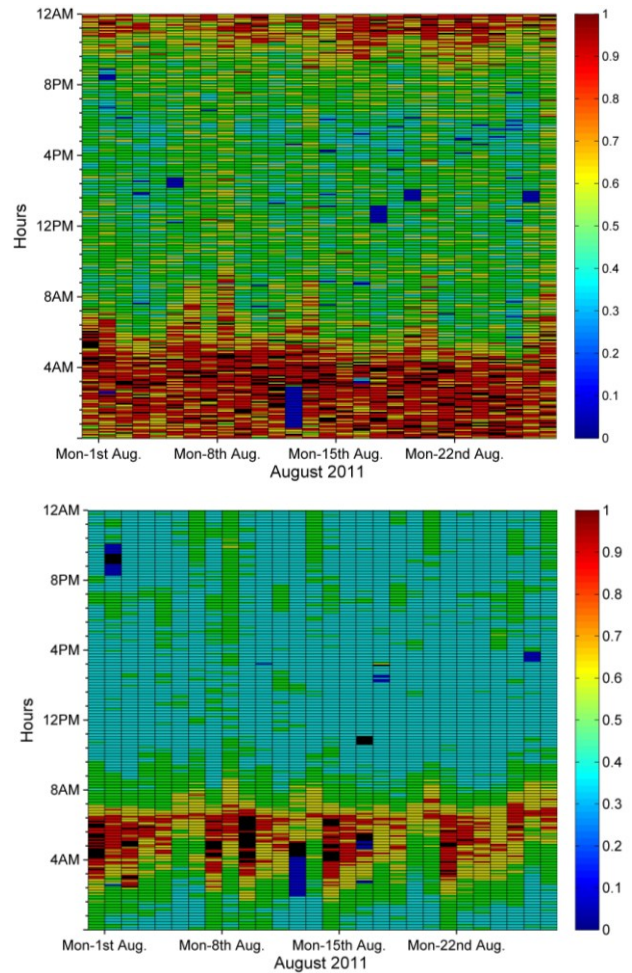 12AM
8PM
4PM
12PM
8AM
4AM
Hours
Mon-1st Aug.
Mon-8th Aug.
Mon-15th Aug.
Mon-22nd Aug.
August 2011
1
0.9
0.8
0.7
0.6
0.5
0.4
0.3
0.2
0.1
0
12AM
8PM
4PM
12PM
8AM
4AM
Hours
Mon-1st Aug.
Mon-8th Aug.
Mon-15th Aug.
Mon-22nd Aug.
August 2011
1
0.9
0.8
0.7
0.6
0.5
0.4
0.3
0.2
0.1
0